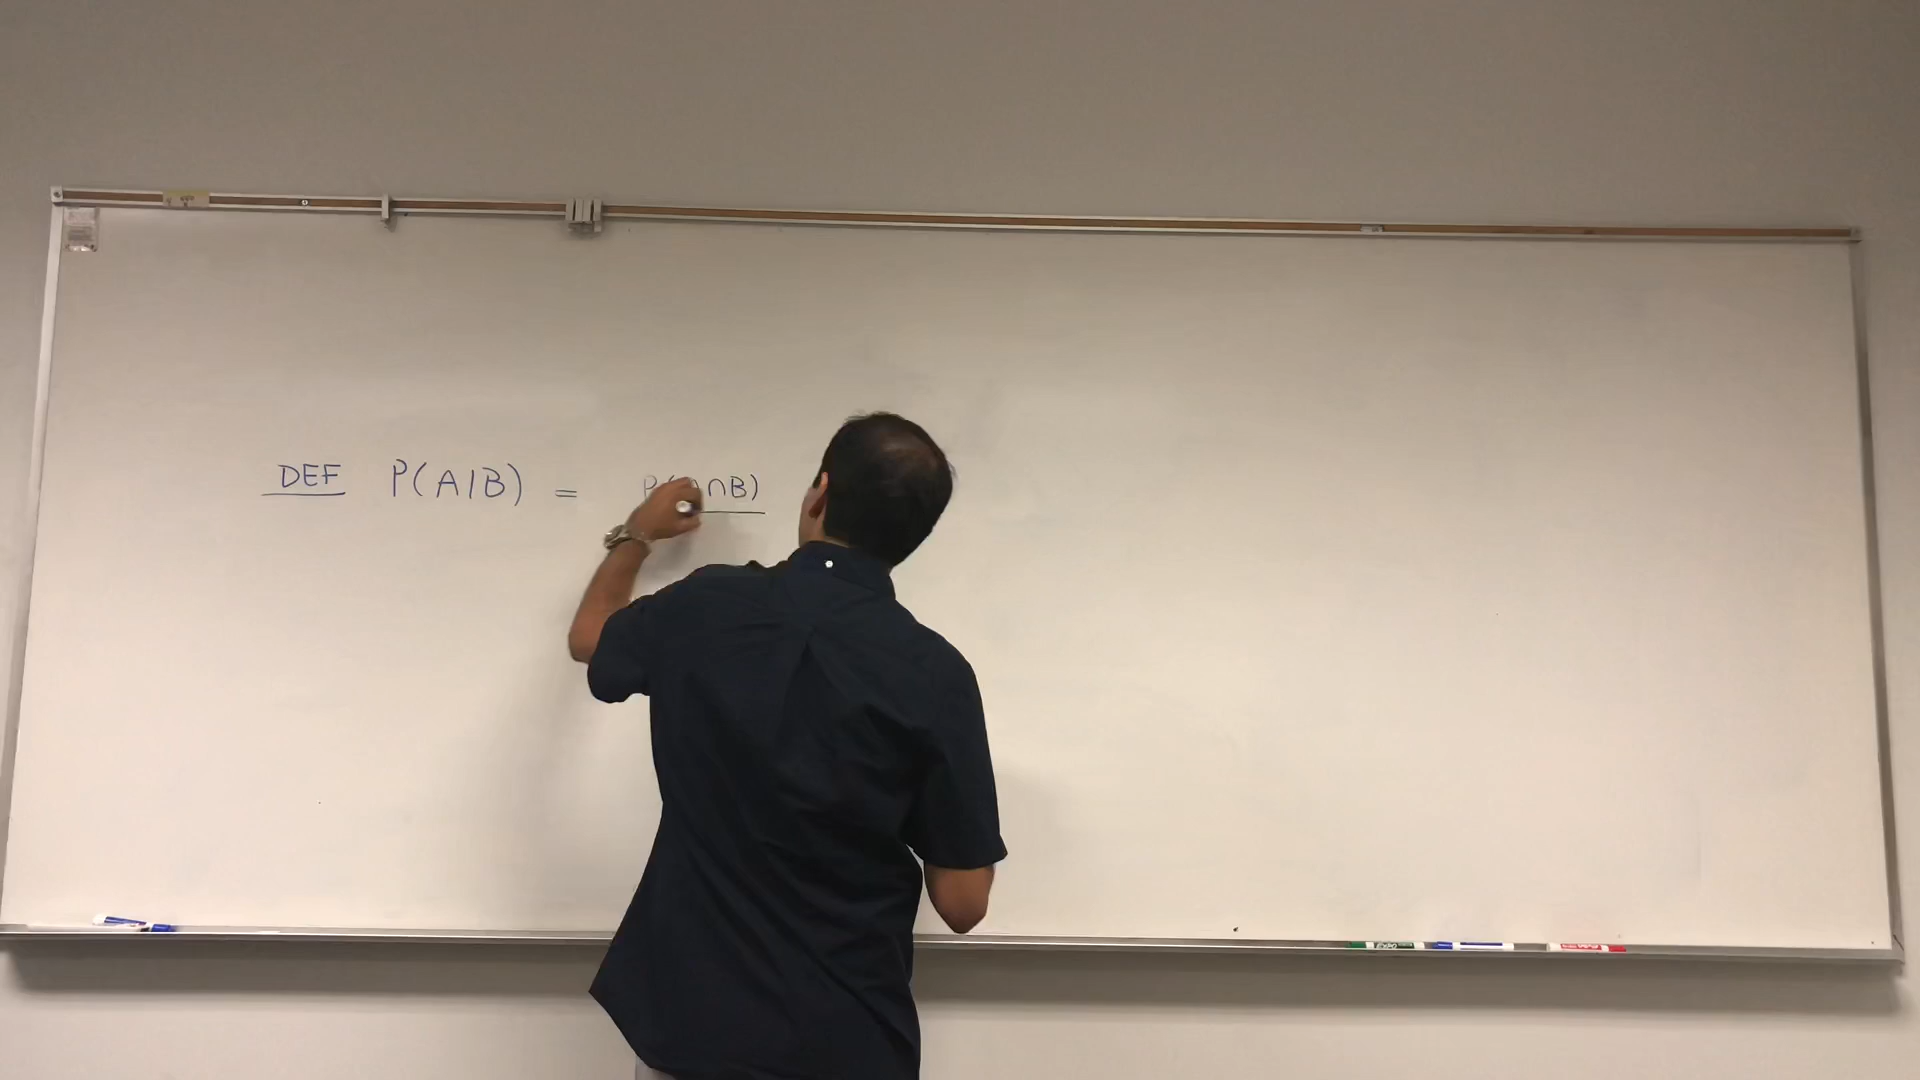 DEF P(A|B) = P(A∩B)